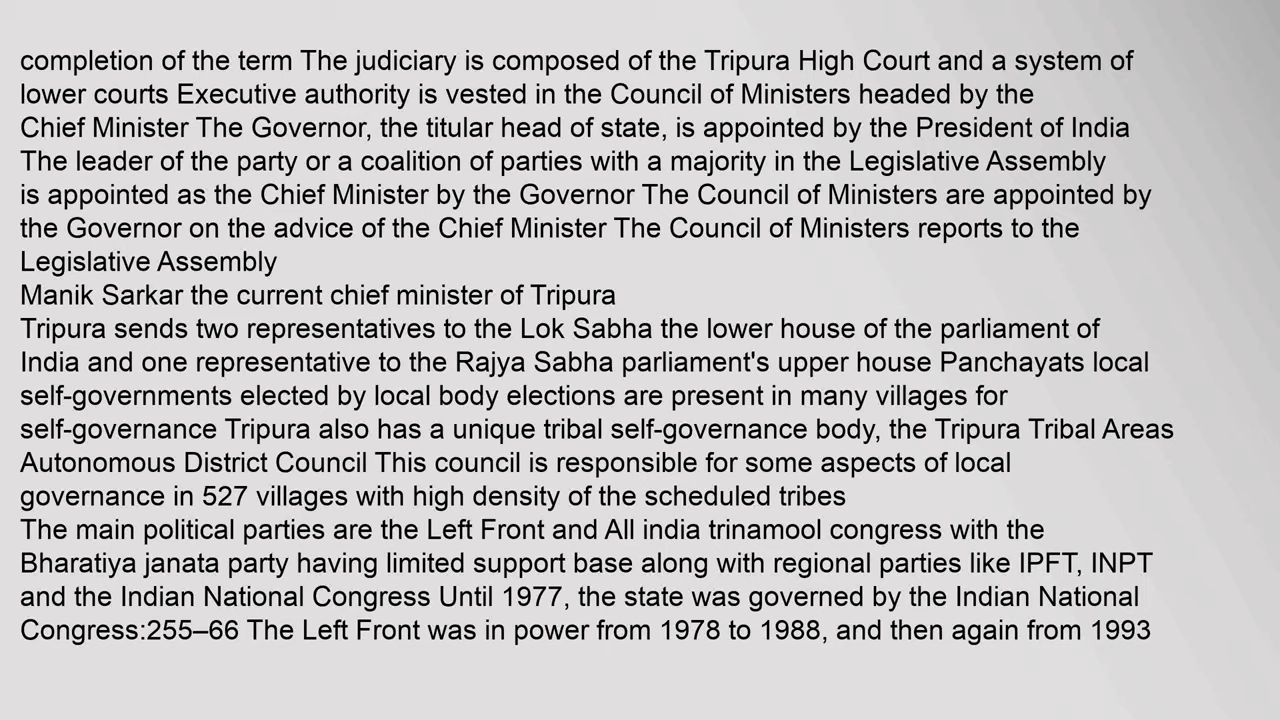 completion of the term The judiciary is composed of the Tripura High Court and a system of
lower courts Executive authority is vested in the Council of Ministers headed by the
Chief Minister The Governor, the titular head of state, is appointed by the President of India
The leader of the party or a coalition of parties with a majority in the Legislative Assembly
is appointed as the Chief Minister by the Governor The Council of Ministers are appointed by
the Governor on the advice of the Chief Minister The Council of Ministers reports to the
Legislative Assembly
Manik Sarkar the current chief minister of Tripura
Tripura sends two representatives to the Lok Sabha the lower house of the parliament of
India and one representative to the Rajya Sabha parliament's upper house Panchayats local
self-governments elected by local body elections are present in many villages for
self-governance Tripura also has a unique tribal self-governance body, the Tripura Tribal Areas
Autonomous District Council This council is responsible for some aspects of local
governance in 527 villages with high density of the scheduled tribes
The main political parties are the Left Front and All india trinamool congress with the
Bharatiya janata party having limited support base along with regional parties like IPFT, INPT
and the Indian National Congress Until 1977, the state was governed by the Indian National
Congress:255–66 The Left Front was in power from 1978 to 1988, and then again from 1993